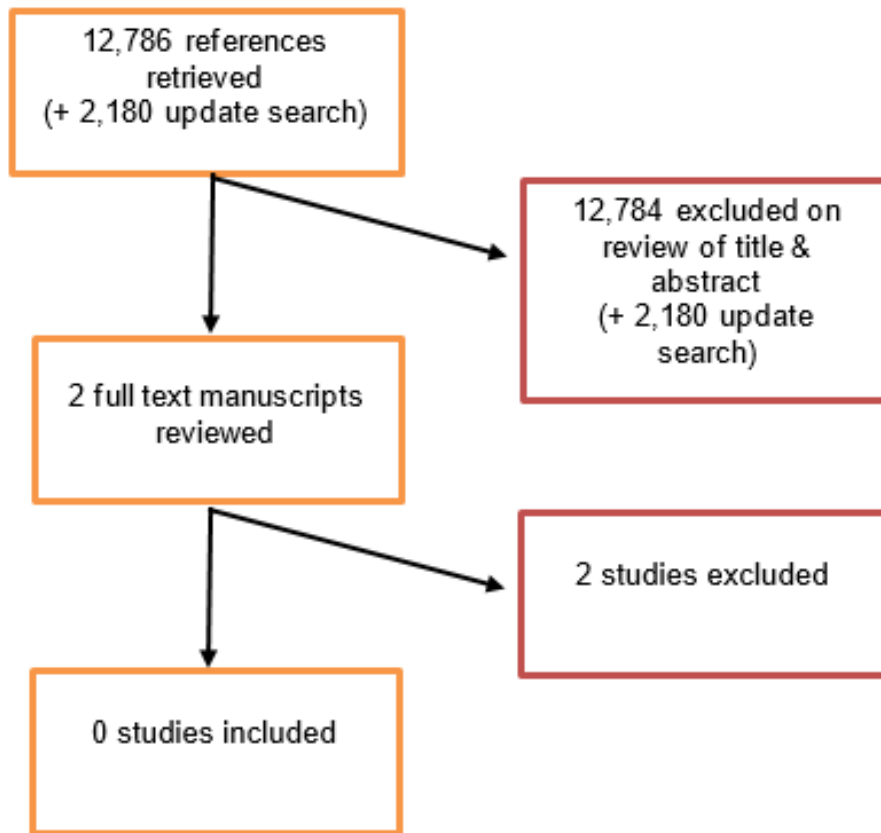 12,786 references
retrieved
(+ 2,180 update search)
12,784 excluded on
review of title &
abstract
(+ 2,180 update
search)
2 full text manuscripts
reviewed
2 studies excluded
0 studies included